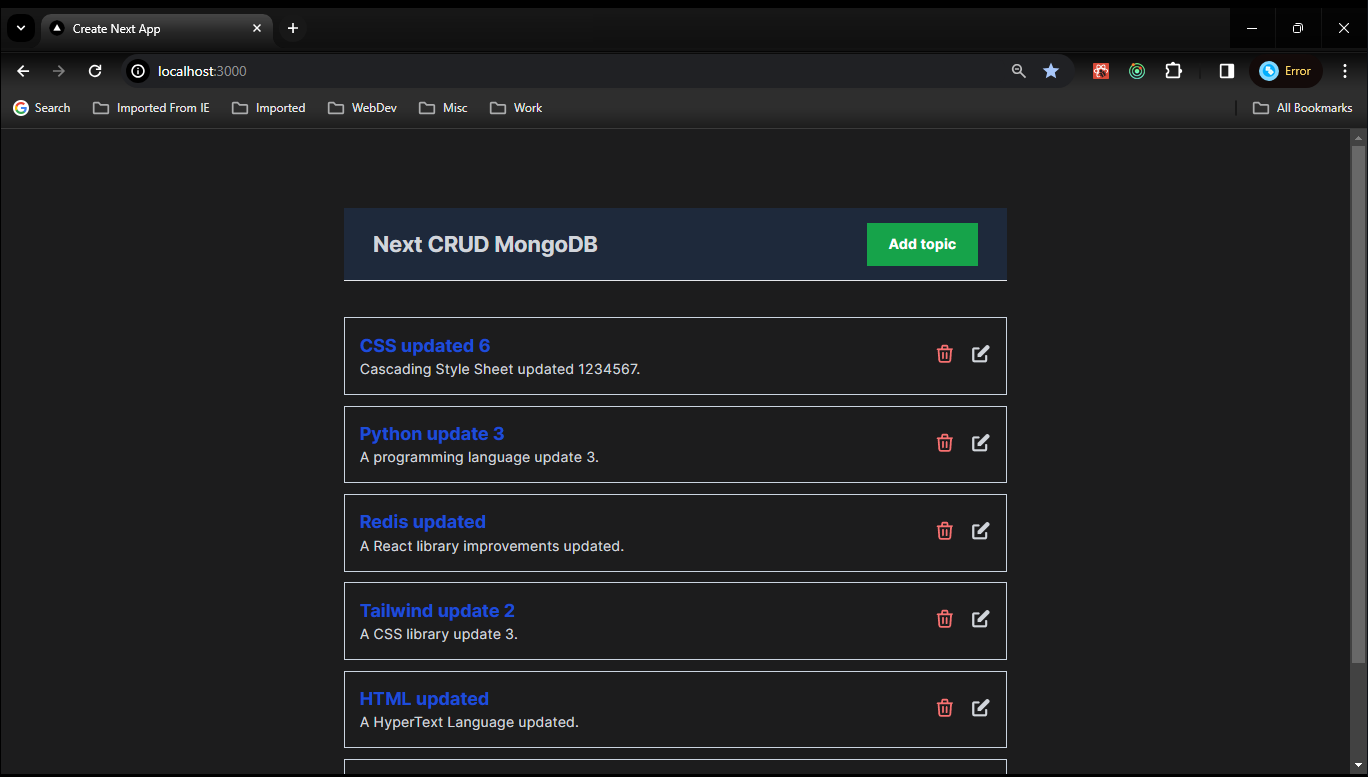 Create Next App
localhost:3000
Error
Search
Imported From IE
Imported
WebDev
Misc
Work
All Bookmarks
Next CRUD MongoDB
Add topic
CSS updated 6
Cascading Style Sheet updated 1234567.
Python update 3
A programming language update 3.
Redis updated
A React library improvements updated.
Tailwind update 2
A CSS library update 3.
HTML updated
A HyperText Language updated.